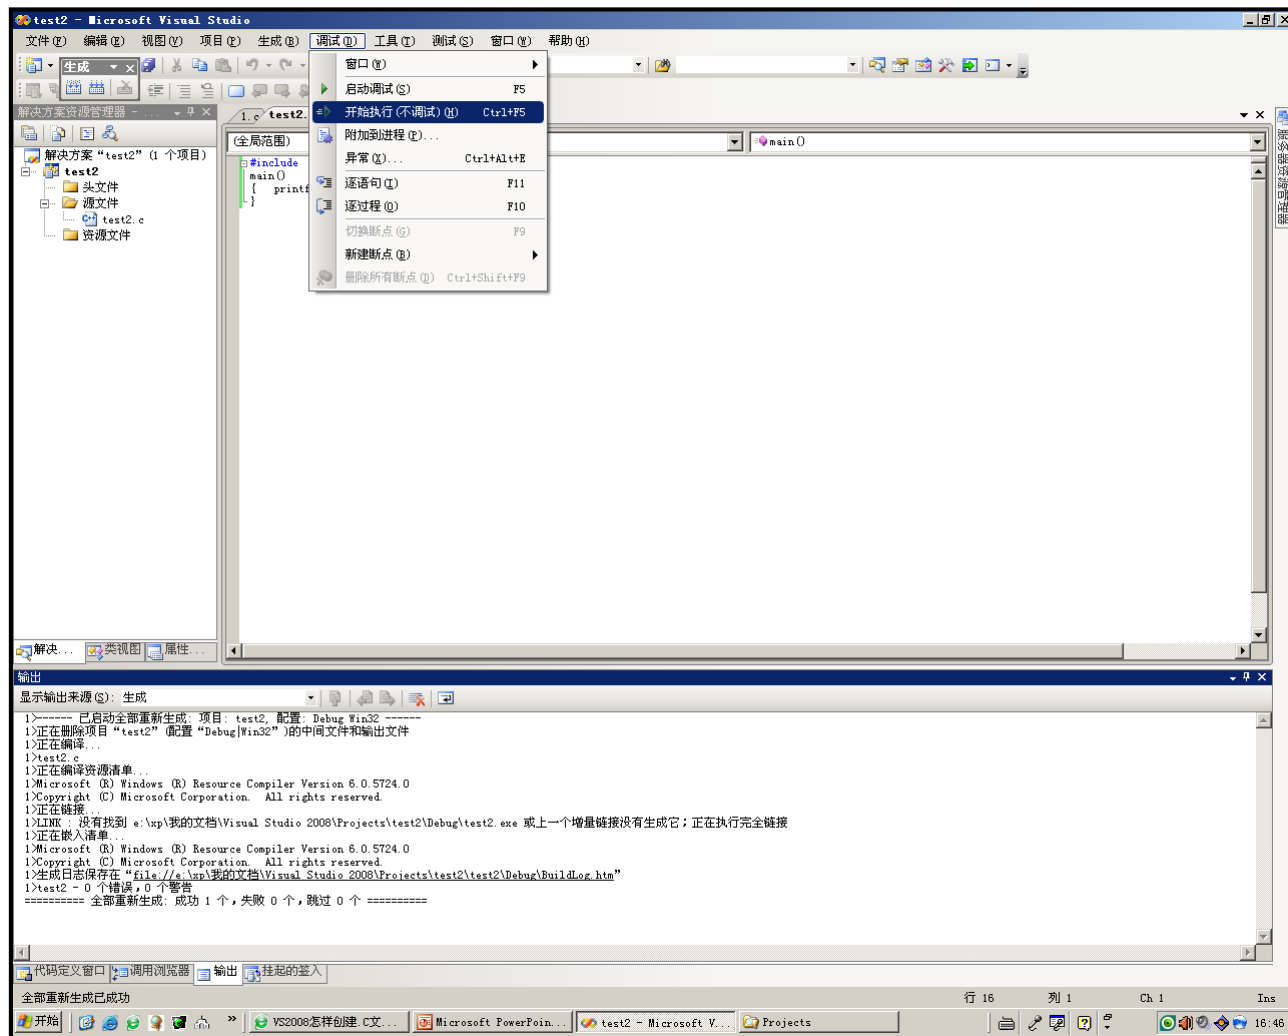 test2 - Microsoft Visual Studio
文件(F) 编辑(E) 视图(V) 项目(P) 生成(B) 调试(D) 工具(T) 测试(S) 窗口(W) 帮助(H)
生成
窗口(W)
启动调试(S) F5
开始执行(不调试)(H) Ctrl+F5
附加到进程(P)...
异常(X)... Ctrl+Alt+E
逐语句(I) F11
逐过程(O) F10
切换断点(G) F9
新建断点(B)
删除所有断点(D) Ctrl+Shift+F9
解决方案资源管理器 - ...
解决方案“test2”(1 个项目)
test2
头文件
源文件
test2.c
资源文件
1.c test2.
(全局范围)
main()
#include
main()
{ printf
}
服务器资源管理器
解决... 类视图 属性...
输出
显示输出来源(S): 生成
1>------ 已启动全部重新生成: 项目: test2, 配置: Debug Win32 ------
1>正在删除项目“test2”(配置“Debug|Win32”)的中间文件和输出文件
1>正在编译...
1>test2.c
1>正在编译资源清单...
1>Microsoft (R) Windows (R) Resource Compiler Version 6.0.5724.0
1>Copyright (C) Microsoft Corporation. All rights reserved.
1>正在链接...
1>LINK : 没有找到 e:\xp\我的文档\Visual Studio 2008\Projects\test2\Debug\test2.exe 或上一个增量链接没有生成它；正在执行完全链接
1>正在嵌入清单...
1>Microsoft (R) Windows (R) Resource Compiler Version 6.0.5724.0
1>Copyright (C) Microsoft Corporation. All rights reserved.
1>生成日志保存在“file://e:\xp\我的文档\Visual Studio 2008\Projects\test2\test2\Debug\BuildLog.htm”
1>test2 - 0 个错误，0 个警告
========== 全部重新生成: 成功 1 个，失败 0 个，跳过 0 个 ==========
代码定义窗口 调用浏览器 输出 挂起的签入
全部重新生成已成功 行 16 列 1 Ch 1 Ins
开始 VS2008怎样创建.C文... Microsoft PowerPoin... test2 - Microsoft V... Projects 16:46